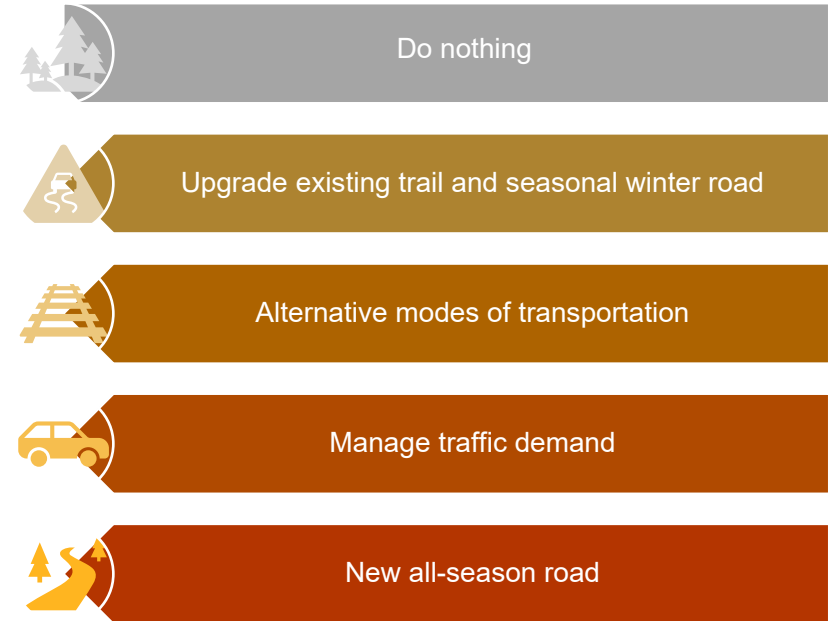 Do nothing
Upgrade existing trail and seasonal winter road
Alternative modes of transportation
Manage traffic demand
New all-season road